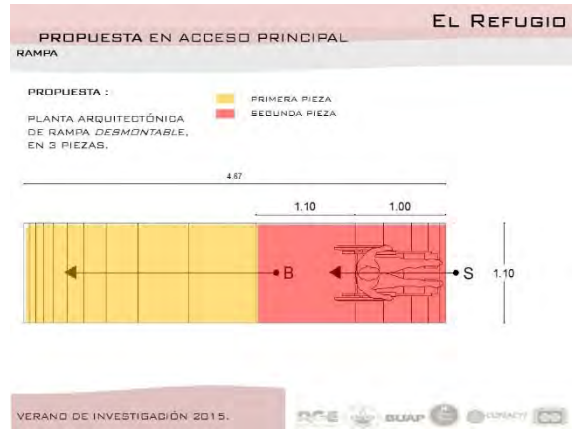 EL REFUGIO
PROPUESTA EN ACCESO PRINCIPAL
RAMPA
PROPUESTA :
PLANTA ARQUITECTÓNICA
DE RAMPA DESMONTABLE,
EN 3 PIEZAS.
PRIMERA PIEZA
SEGUNDA PIEZA
4.67
1.10
1.00
B
S
1.10
VERANO DE INVESTIGACIÓN 2015.
BUAP
CONACYT